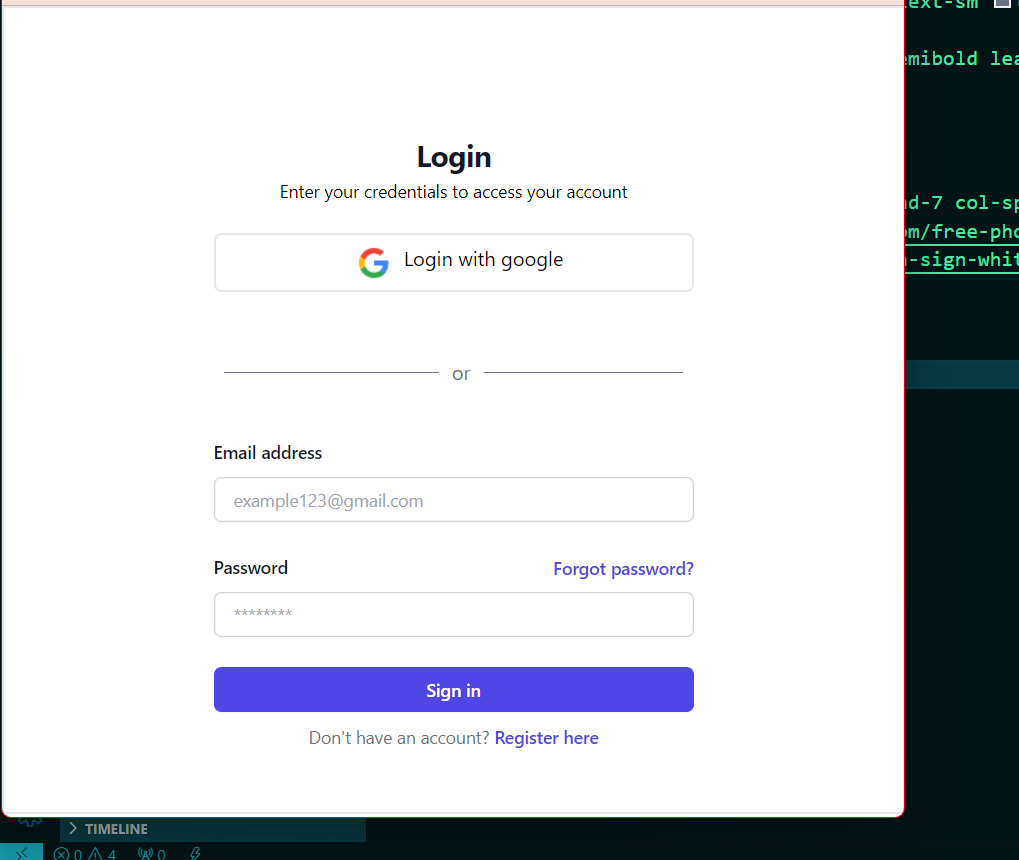 ext-sm
emibold lea
Login
Enter your credentials to access your account
d-7 col-sp
om/free-pho
Login with google
-sign-whit
or
Email address
example123@gmail.com
Password
Forgot password?
********
Sign in
Don't have an account? Register here
TIMELINE
0 4 0